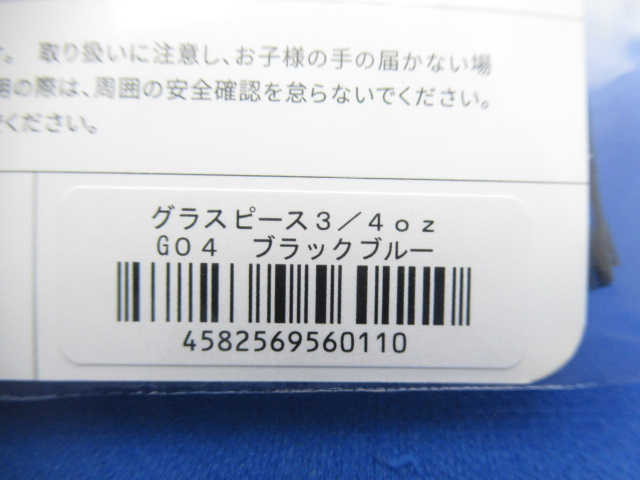 。 取り扱いに注意し、お子様の手の届かない場
の際は、周囲の安全確認を怠らないでください。
ください。
グラスピース３／４ｏｚ
G０４ ブラックブルー
4582569560110